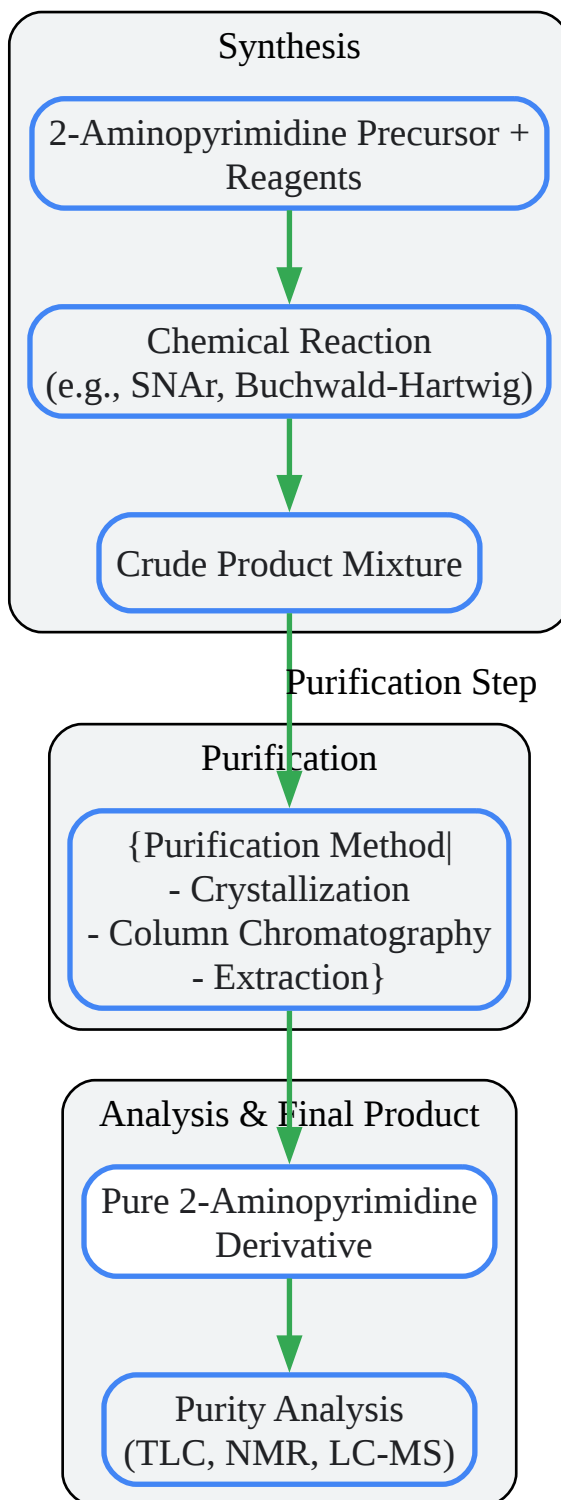 Synthesis
2-Aminopyrimidine Precursor +
Reagents
Chemical Reaction
(e.g., SNAr, Buchwald-Hartwig)
Crude Product Mixture
Purification Step
Purification
{Purification Method|
- Crystallization
- Column Chromatography
- Extraction}
Analysis & Final Product
Pure 2-Aminopyrimidine
Derivative
Purity Analysis
(TLC, NMR, LC-MS)